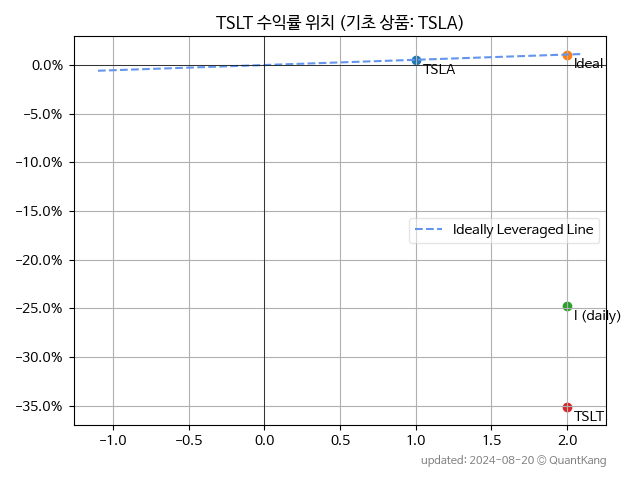 TSLT 수익률 위치 (기초 상품: TSLA)
0.0%
−5.0%
−10.0%
−15.0%
−20.0%
−25.0%
−30.0%
−35.0%
TSLA
Ideal
Ideally Leveraged Line
I (daily)
TSLT
−1.0 −0.5 0.0 0.5 1.0 1.5 2.0
updated: 2024-08-20 © QuantKang